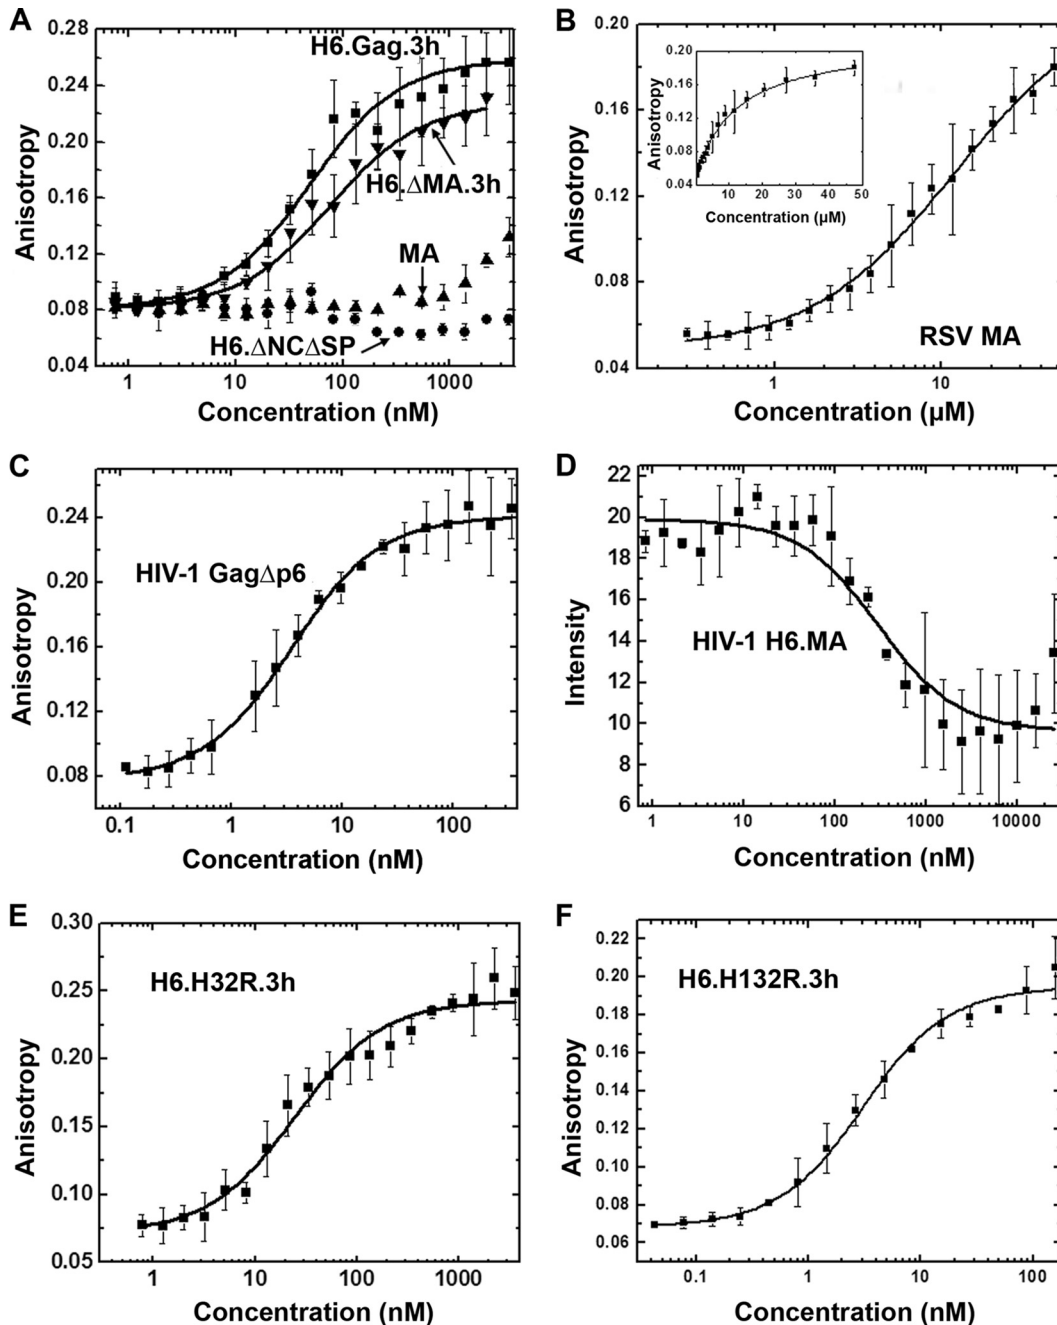 A
0.28
0.24
0.20
0.16
0.12
0.08
0.04
Anisotropy
H6.Gag.3h
H6.ΔMA.3h
MA
H6.ΔNCΔSP
1
10
100
1000
Concentration (nM)
B
0.20
0.16
0.12
0.08
0.04
Anisotropy
0.20
0.16
0.12
0.08
0.04
Anisotropy
10
20
30
40
50
Concentration (µM)
RSV MA
1
10
Concentration (µM)
C
0.24
0.20
0.16
0.12
0.08
Anisotropy
HIV-1 GagΔp6
0.1
1
10
100
Concentration (nM)
D
22
20
18
16
14
12
10
8
6
Intensity
HIV-1 H6.MA
1
10
100
1000
10000
Concentration (nM)
E
0.30
0.25
0.20
0.15
0.10
0.05
Anisotropy
H6.H32R.3h
1
10
100
1000
Concentration (nM)
F
0.22
0.20
0.18
0.16
0.14
0.12
0.10
0.08
0.06
Anisotropy
H6.H132R.3h
0.1
1
10
100
Concentration (nM)